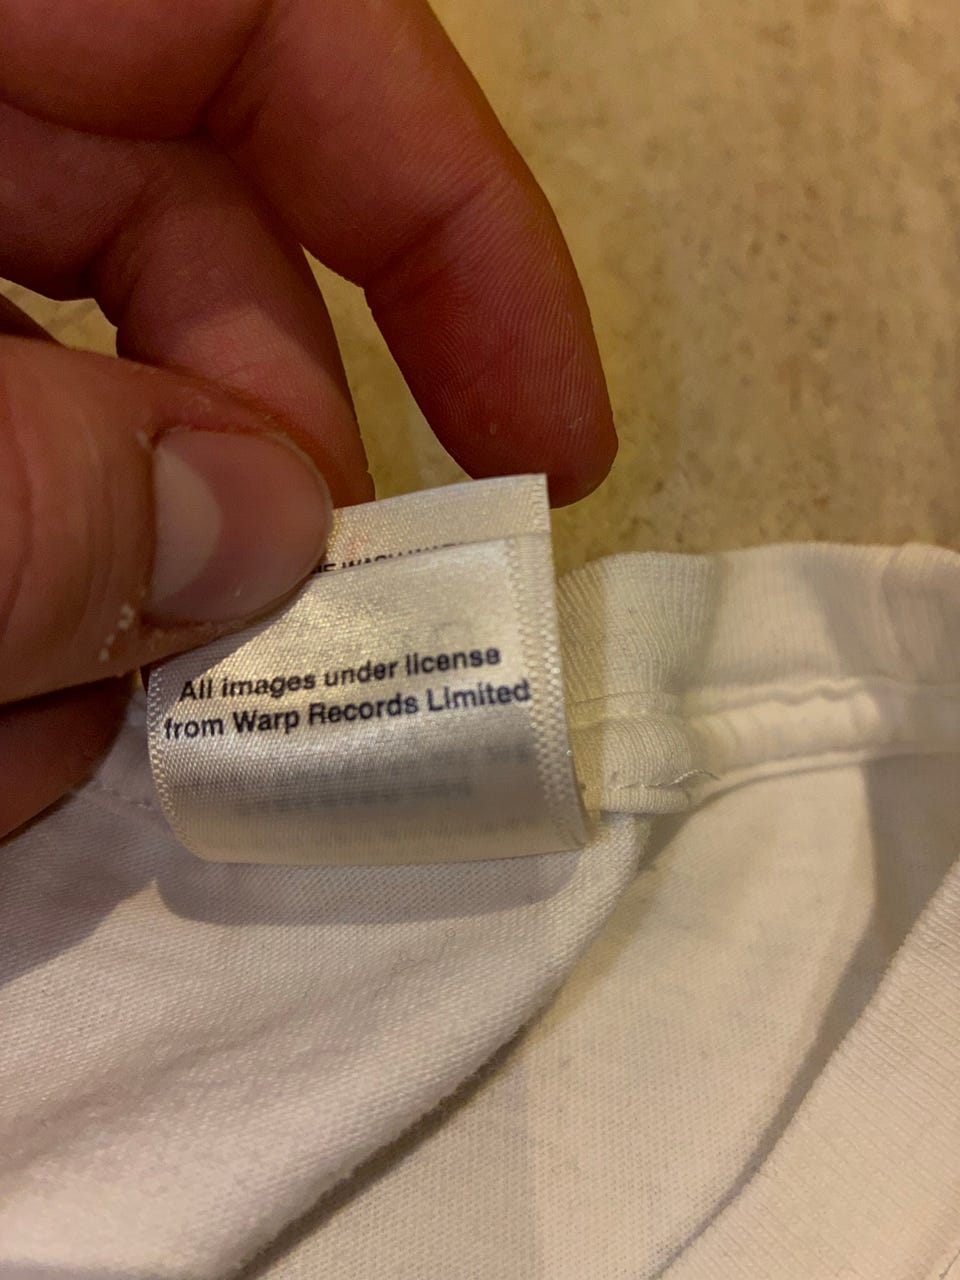 All images under license
from Warp Records Limited